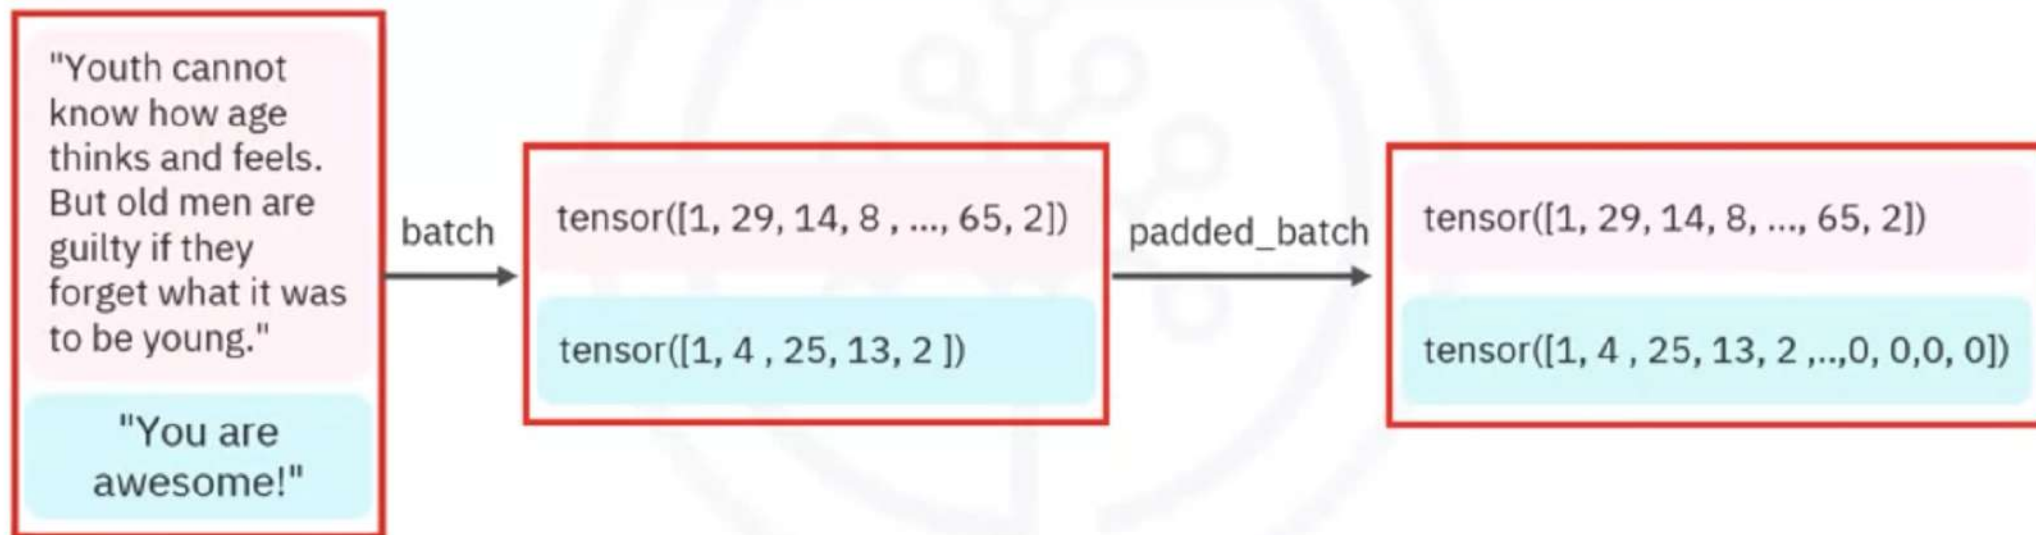 "Youth cannot
know how age
thinks and feels.
But old men are
guilty if they
forget what it was
to be young."
"You are
awesome!"
batch
tensor([1, 29, 14, 8 , ..., 65, 2])
tensor([1, 4 , 25, 13, 2 ])
padded_batch
tensor([1, 29, 14, 8, ..., 65, 2])
tensor([1, 4 , 25, 13, 2 ,..,0, 0,0, 0])